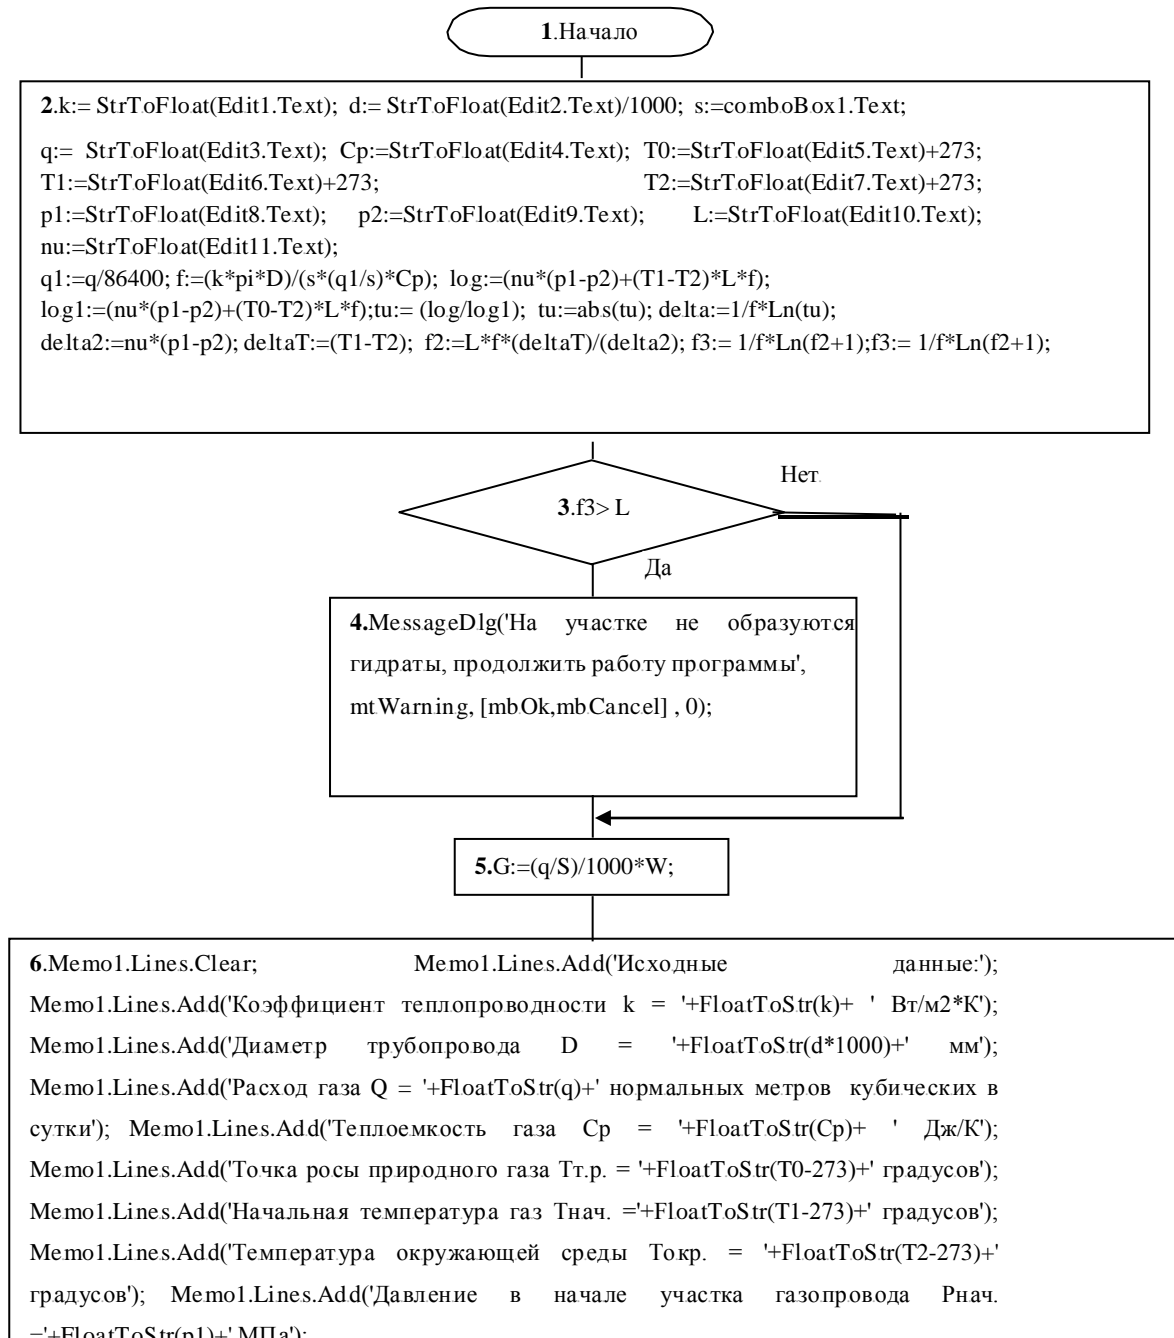 1.Начало
2.k:= StrToFloat(Edit1.Text); d:= StrToFloat(Edit2.Text)/1000; s:=comboBox1.Text;
q:= StrToFloat(Edit3.Text); Cp:=StrToFloat(Edit4.Text); T0:=StrToFloat(Edit5.Text)+273;
T1:=StrToFloat(Edit6.Text)+273; T2:=StrToFloat(Edit7.Text)+273;
p1:=StrToFloat(Edit8.Text); p2:=StrToFloat(Edit9.Text); L:=StrToFloat(Edit10.Text);
nu:=StrToFloat(Edit11.Text);
q1:=q/86400; f:=(k*pi*D)/(s*(q1/s)*Cp); log:=(nu*(p1-p2)+(T1-T2)*L*f);
log1:=(nu*(p1-p2)+(T0-T2)*L*f);tu:= (log/log1); tu:=abs(tu); delta:=1/f*Ln(tu);
delta2:=nu*(p1-p2); deltaT:=(T1-T2); f2:=L*f*(deltaT)/(delta2); f3:= 1/f*Ln(f2+1);f3:= 1/f*Ln(f2+1);
Нет
3.f3> L
Да
4.MessageDlg('На участке не образуются
гидраты, продолжить работу программы',
mtWarning, [mbOk,mbCancel] , 0);
5.G:=(q/S)/1000*W;
6.Memo1.Lines.Clear; Memo1.Lines.Add('Исходные данные:');
Memo1.Lines.Add('Коэффициент теплопроводности k = '+FloatToStr(k)+ ' Вт/м2*К');
Memo1.Lines.Add('Диаметр трубопровода D = '+FloatToStr(d*1000)+' мм');
Memo1.Lines.Add('Расход газа Q = '+FloatToStr(q)+' нормальных метров кубических в
сутки'); Memo1.Lines.Add('Теплоемкость газа Cp = '+FloatToStr(Cp)+ ' Дж/К');
Memo1.Lines.Add('Точка росы природного газа Тт.р. = '+FloatToStr(T0-273)+' градусов');
Memo1.Lines.Add('Начальная температура газ Тнач. ='+FloatToStr(T1-273)+' градусов');
Memo1.Lines.Add('Температура окружающей среды Токр. = '+FloatToStr(T2-273)+'
градусов'); Memo1.Lines.Add('Давление в начале участка газопровода Рнач.
='+FloatToStr(p1)+' МПа');